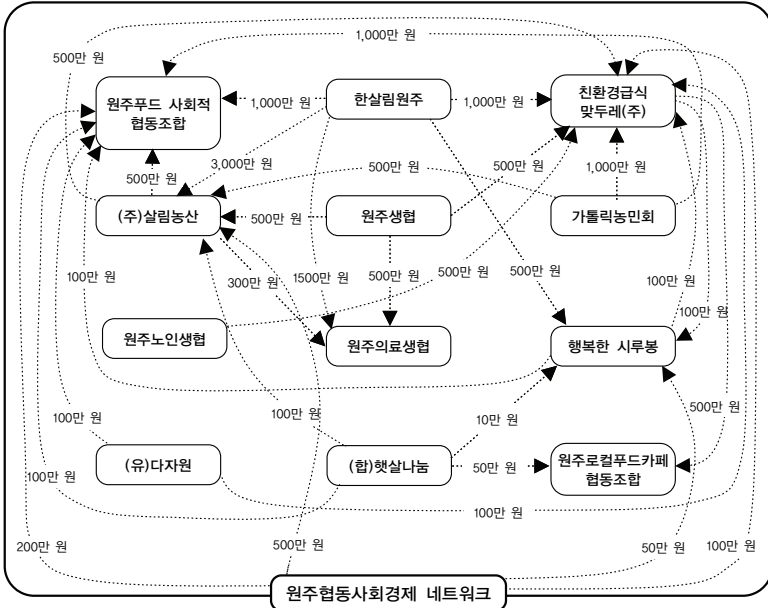 1,000만 원
500만 원
원주푸드 사회적
협동조합
한살림원주
친환경급식
맞두레(주)
1,000만 원
1,000만 원
3,000만 원
500만 원
500만 원
500만 원
1,000만 원
(주)살림농산
500만 원
원주생협
가톨릭농민회
100만 원
300만 원
1500만 원
500만 원
500만 원
500만 원
100만 원
100만 원
원주노인생협
원주의료생협
행복한 시루봉
100만 원
100만 원
10만 원
500만 원
(유)다자원
(합)햇살나눔
50만 원
원주로컬푸드카페
협동조합
100만 원
100만 원
200만 원
500만 원
50만 원
100만 원
원주협동사회경제 네트워크